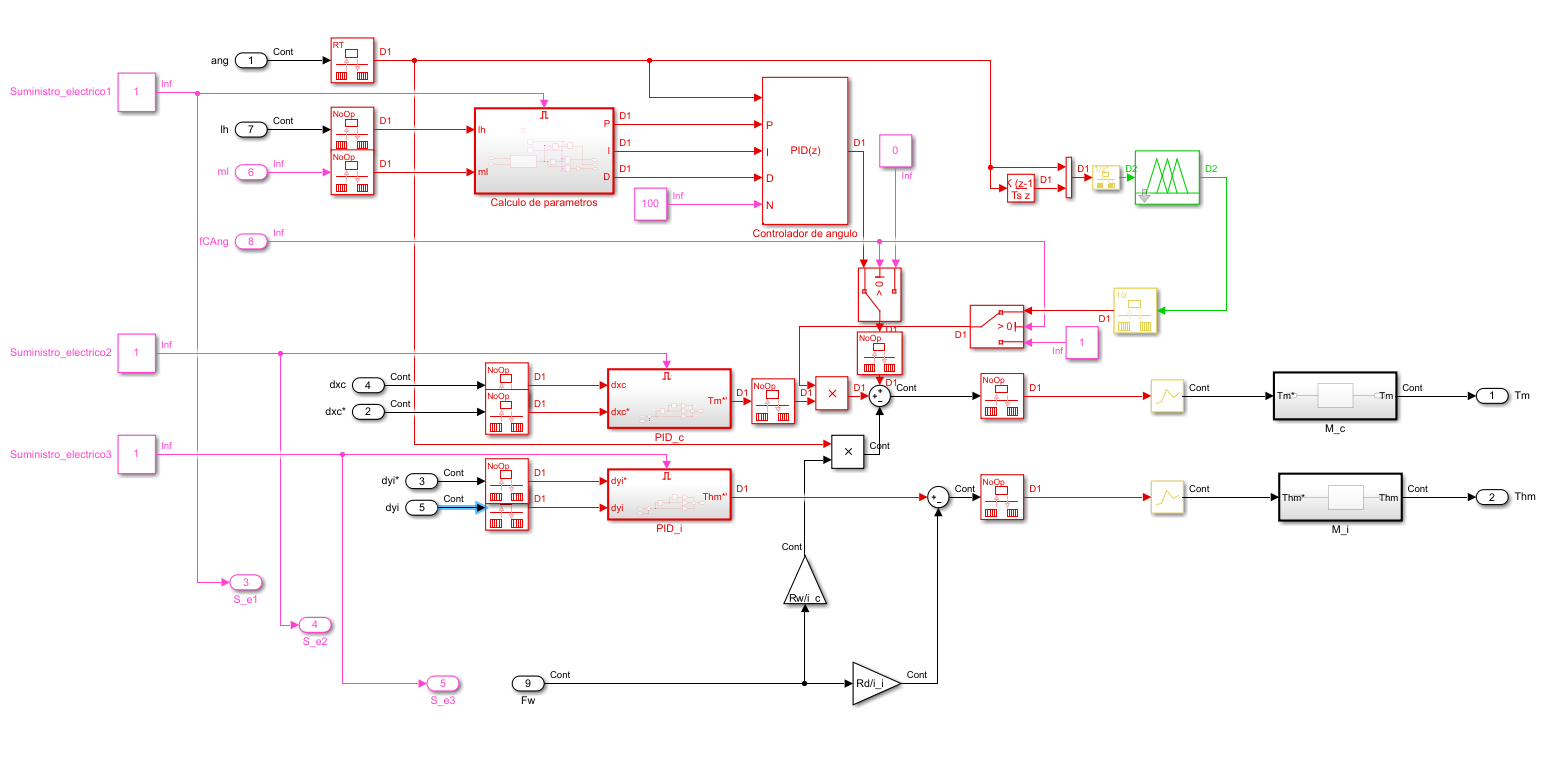 ang
1
Cont
RT
D1
Suministro_electrico1
1
Inf
lh
7
Cont
NoOp
D1
ml
6
Inf
NoOp
D1
lh
ml
P
I
D
Calculo de parametros
D1
D1
D1
100
Inf
P
I
D
N
PID(z)
Controlador de angulo
D1
0
Inf
K (z-1
Ts z
D1
D1
1/z
D2
D2
fCAng
8
Inf
> 0
> 0
D1
1/z
D1
1
Inf
Suministro_electrico2
1
Inf
D1
NoOp
D1
dxc
4
Cont
NoOp
D1
dxc*
2
Cont
NoOp
D1
dxc
dxc*
Tm*'
PID_c
D1
NoOp
D1
×
D1
+
+
−
Cont
NoOp
D1
Cont
Tm*
Tm
M_c
Cont
1
Tm
Suministro_electrico3
1
Inf
×
Cont
dyi*
3
Cont
NoOp
D1
dyi
5
Cont
D1
dyi*
dyi
Thm*'
PID_i
D1
+
−
Cont
NoOp
D1
Cont
Thm*
Thm
M_i
Cont
2
Thm
Cont
Rw/i_c
3
S_e1
4
S_e2
5
S_e3
9
Fw
Cont
Rd/i_i
Cont